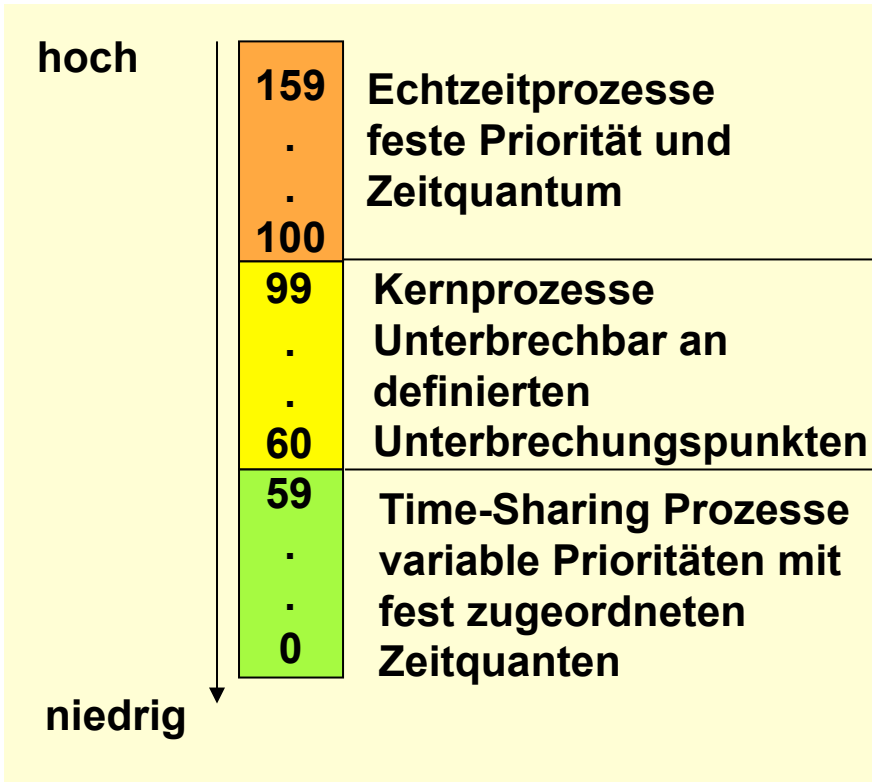 hoch
159
.
.
100
Echtzeitprozesse
feste Priorität und
Zeitquantum
99
.
.
60
Kernprozesse
Unterbrechbar an
definierten
Unterbrechungspunkten
59
.
.
0
Time-Sharing Prozesse
variable Prioritäten mit
fest zugeordneten
Zeitquanten
niedrig